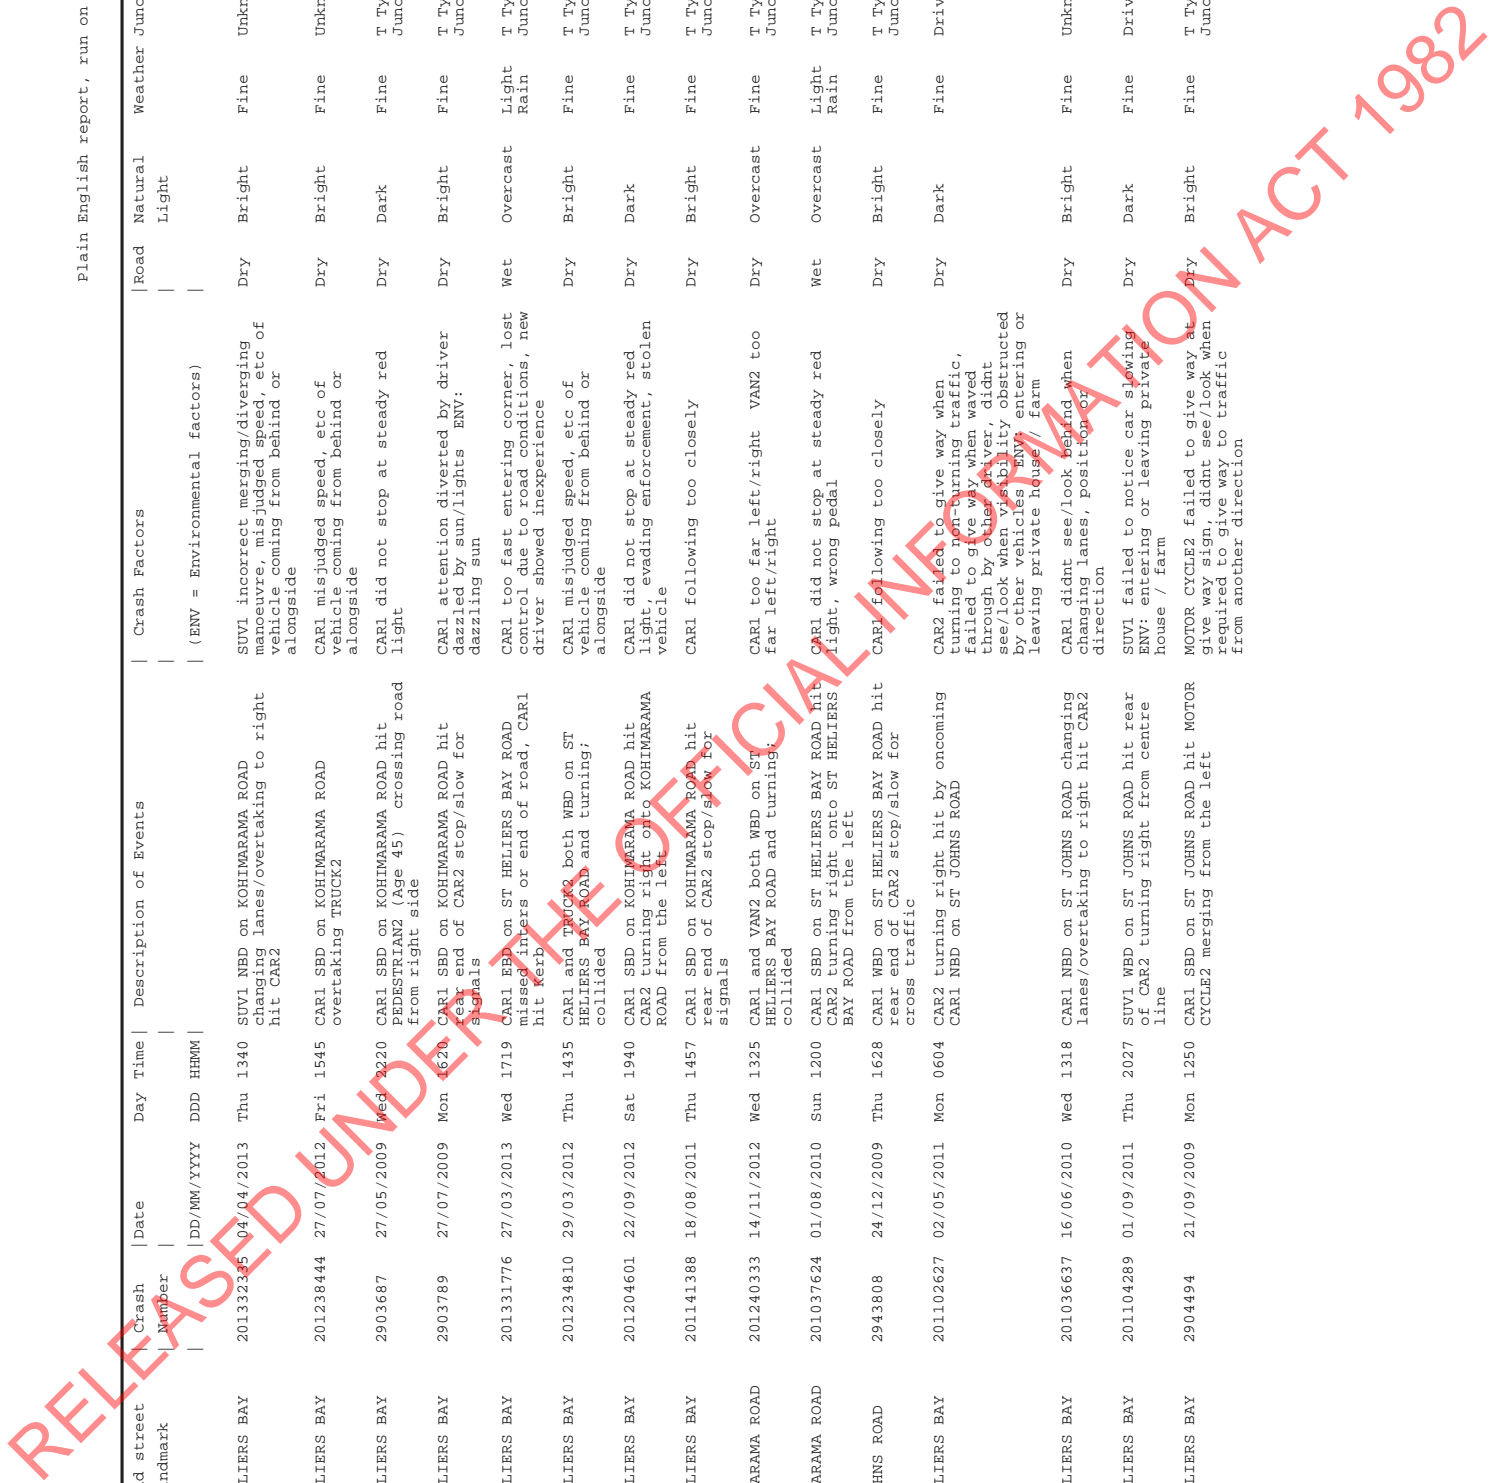 Plain English report, run on
d street | Crash |Date Day Time | Description of Events | Crash Factors |Road Natural Weather Junc
ndmark | Number | | | | Light
| |DD/MM/YYYY DDD HHMM | | (ENV = Environmental factors) |
LIERS BAY 201332335 04/04/2013 Thu 1340 SUV1 NBD on KOHIMARAMA ROAD SUV1 incorrect merging/diverging Dry Bright Fine Unkn
changing lanes/overtaking to right manoeuvre, misjudged speed, etc of
hit CAR2 vehicle coming from behind or
alongside
LIERS BAY 201238444 27/07/2012 Fri 1545 CAR1 SBD on KOHIMARAMA ROAD CAR1 misjudged speed, etc of Dry Bright Fine Unkn
overtaking TRUCK2 vehicle coming from behind or
alongside
LIERS BAY 2903687 27/05/2009 Wed 2220 CAR1 SBD on KOHIMARAMA ROAD hit CAR1 did not stop at steady red Dry Dark Fine T Ty
PEDESTRIAN2 (Age 45) crossing road light Junc
from right side
LIERS BAY 2903789 27/07/2009 Mon 1620 CAR1 SBD on KOHIMARAMA ROAD hit CAR1 attention diverted by driver Dry Bright Fine T Ty
rear end of CAR2 stop/slow for dazzled by sun/lights ENV: Junc
signals dazzling sun
LIERS BAY 201331776 27/03/2013 Wed 1719 CAR1 EBD on ST HELIERS BAY ROAD CAR1 too fast entering corner, lost Wet Overcast Light T Ty
missed inters or end of road, CAR1 control due to road conditions, new Rain Junc
hit Kerb driver showed inexperience
LIERS BAY 201234810 29/03/2012 Thu 1435 CAR1 and TRUCK2 both WBD on ST CAR1 misjudged speed, etc of Dry Bright Fine T Ty
HELIERS BAY ROAD and turning; vehicle coming from behind or Junc
collided alongside
LIERS BAY 201204601 22/09/2012 Sat 1940 CAR1 SBD on KOHIMARAMA ROAD hit CAR1 did not stop at steady red Dry Dark Fine T Ty
CAR2 turning right onto KOHIMARAMA light, evading enforcement, stolen Junc
ROAD from the left vehicle
LIERS BAY 201141388 18/08/2011 Thu 1457 CAR1 SBD on KOHIMARAMA ROAD hit CAR1 following too closely Dry Bright Fine T Ty
rear end of CAR2 stop/slow for Junc
signals
ARAMA ROAD 201240333 14/11/2012 Wed 1325 CAR1 and VAN2 both WBD on ST CAR1 too far left/right VAN2 too Dry Overcast Fine T Ty
HELIERS BAY ROAD and turning; far left/right Junc
collided
ARAMA ROAD 201037624 01/08/2010 Sun 1200 CAR1 SBD on ST HELIERS BAY ROAD hit CAR1 did not stop at steady red Wet Overcast Light T Ty
CAR2 turning right onto ST HELIERS light, wrong pedal Rain Junc
BAY ROAD from the left
HNS ROAD 2943808 24/12/2009 Thu 1628 CAR1 WBD on ST HELIERS BAY ROAD hit CAR1 following too closely Dry Bright Fine T Ty
rear end of CAR2 stop/slow for Junc
cross traffic
LIERS BAY 201102627 02/05/2011 Mon 0604 CAR2 turning right hit by oncoming CAR2 failed to give way when Dry Dark Fine Driv
CAR1 NBD on ST JOHNS ROAD turning to non-turning traffic,
failed to give way when waved
through by other driver, didnt
see/look when visibility obstructed
by other vehicles ENV: entering or
leaving private house / farm
LIERS BAY 201036637 16/06/2010 Wed 1318 CAR1 NBD on ST JOHNS ROAD changing CAR1 didnt see/look behind when Dry Bright Fine Unkn
lanes/overtaking to right hit CAR2 changing lanes, position or
direction
LIERS BAY 201104289 01/09/2011 Thu 2027 SUV1 WBD on ST JOHNS ROAD hit rear SUV1 failed to notice car slowing Dry Dark Fine Driv
of CAR2 turning right from centre ENV: entering or leaving private
line house / farm
LIERS BAY 2904494 21/09/2009 Mon 1250 CAR1 SBD on ST JOHNS ROAD hit MOTOR MOTOR CYCLE2 failed to give way at Dry Bright Fine T Ty
CYCLE2 merging from the left give way sign, didnt see/look when Junc
required to give way to traffic
from another direction
RELEASED UNDER THE OFFICIAL INFORMATION ACT 1982